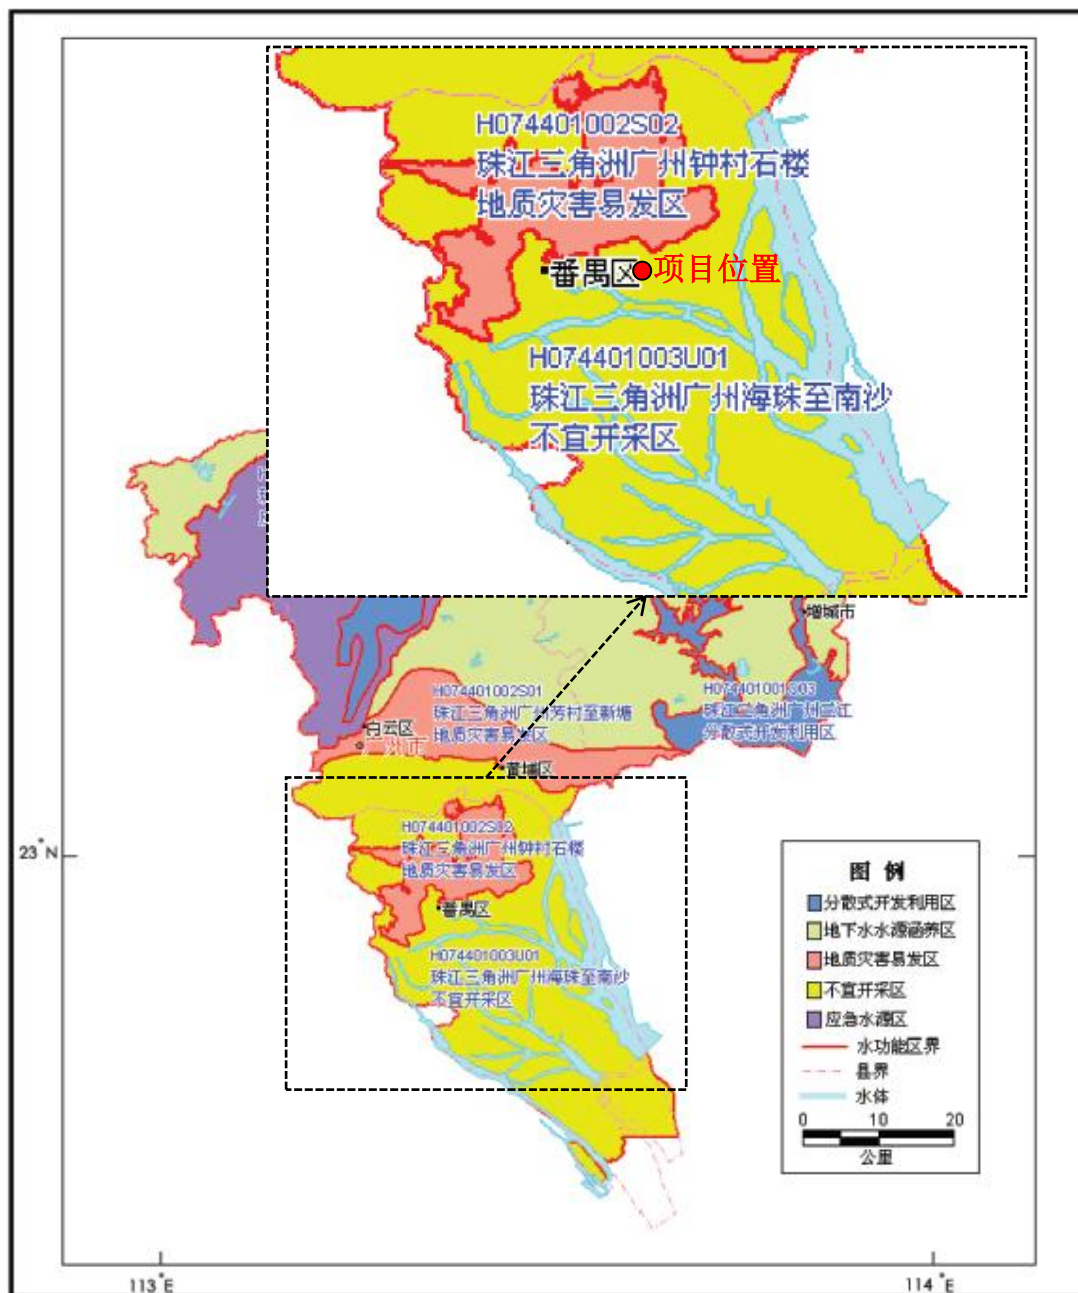 H074401002S02
珠江三角洲广州钟村石楼
地质灾害易发区
番禺区
项目位置
H074401003U01
珠江三角洲广州海珠至南沙
不宜开采区
增城市
H074401002S01
珠江三角洲广州芳村至新塘
地质灾害易发区
H074401001Q03
珠江三角洲广州三江
分散式开发利用区
白云区
广州市
黄埔区
H074401002S02
珠江三角洲广州钟村石楼
地质灾害易发区
番禺区
H074401003U01
珠江三角洲广州海珠至南沙
不宜开采区
23°N
图 例
分散式开发利用区
地下水水源涵养区
地质灾害易发区
不宜开采区
应急水源区
水功能区界
县界
水体
0 10 20
公里
113°E
114°E